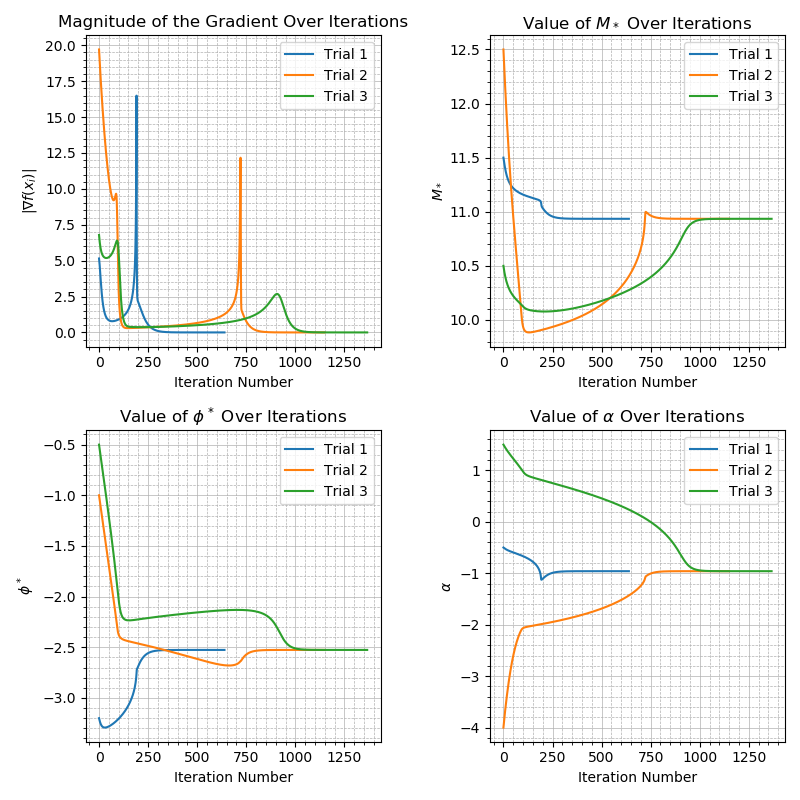 Magnitude of the Gradient Over Iterations
20.0
17.5
15.0
12.5
10.0
7.5
5.0
2.5
0.0
|∇f(x_i)|
Trial 1
Trial 2
Trial 3
0 250 500 750 1000 1250
Iteration Number
Value of M_* Over Iterations
12.5
12.0
11.5
11.0
10.5
10.0
M_*
Trial 1
Trial 2
Trial 3
0 250 500 750 1000 1250
Iteration Number
Value of ϕ^* Over Iterations
−0.5
−1.0
−1.5
−2.0
−2.5
−3.0
ϕ^*
Trial 1
Trial 2
Trial 3
0 250 500 750 1000 1250
Iteration Number
Value of α Over Iterations
1
0
−1
−2
−3
−4
α
Trial 1
Trial 2
Trial 3
0 250 500 750 1000 1250
Iteration Number